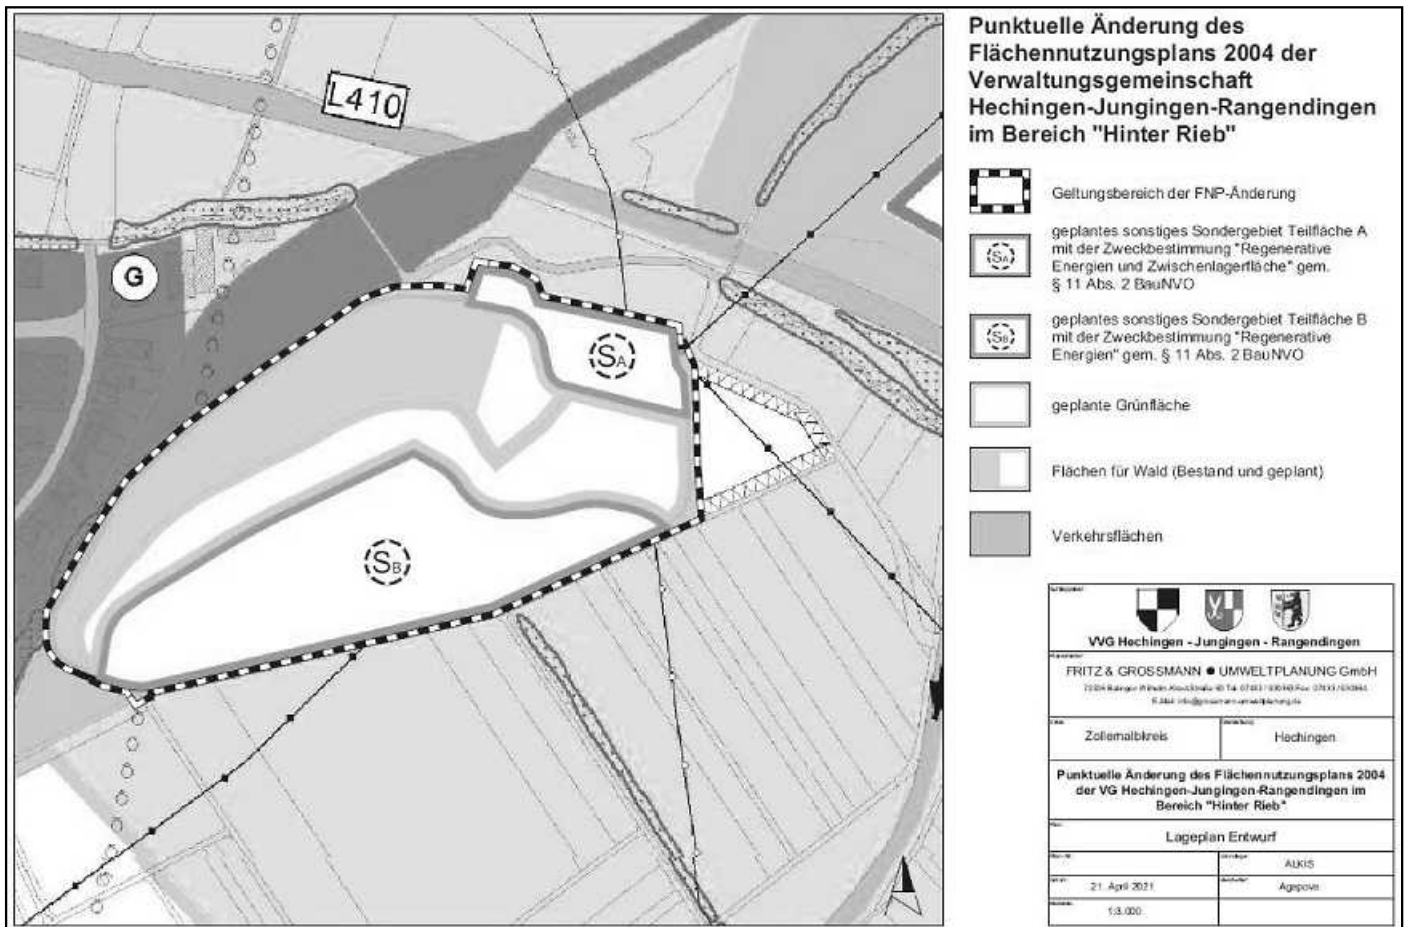 L410
G
SA
SB
Punktuelle Änderung des
Flächennutzungsplans 2004 der
Verwaltungsgemeinschaft
Hechingen-Jungingen-Rangendingen
im Bereich "Hinter Rieb"
Geltungsbereich der FNP-Änderung
SA
geplantes sonstiges Sondergebiet Teilfläche A
mit der Zweckbestimmung "Regenerative
Energien und Zwischenlagerfläche" gem.
§ 11 Abs. 2 BauNVO
SB
geplantes sonstiges Sondergebiet Teilfläche B
mit der Zweckbestimmung "Regenerative
Energien" gem. § 11 Abs. 2 BauNVO
geplante Grünfläche
Flächen für Wald (Bestand und geplant)
Verkehrsflächen
VVG Hechingen - Jungingen - Rangendingen
FRITZ & GROSSMANN ● UMWELTPLANUNG GmbH
Zollernalbkreis
Hechingen
Punktuelle Änderung des Flächennutzungsplans 2004
der VG Hechingen-Jungingen-Rangendingen im
Bereich "Hinter Rieb"
Lageplan Entwurf
ALKIS
21. April 2021
Agapova
1:3.000